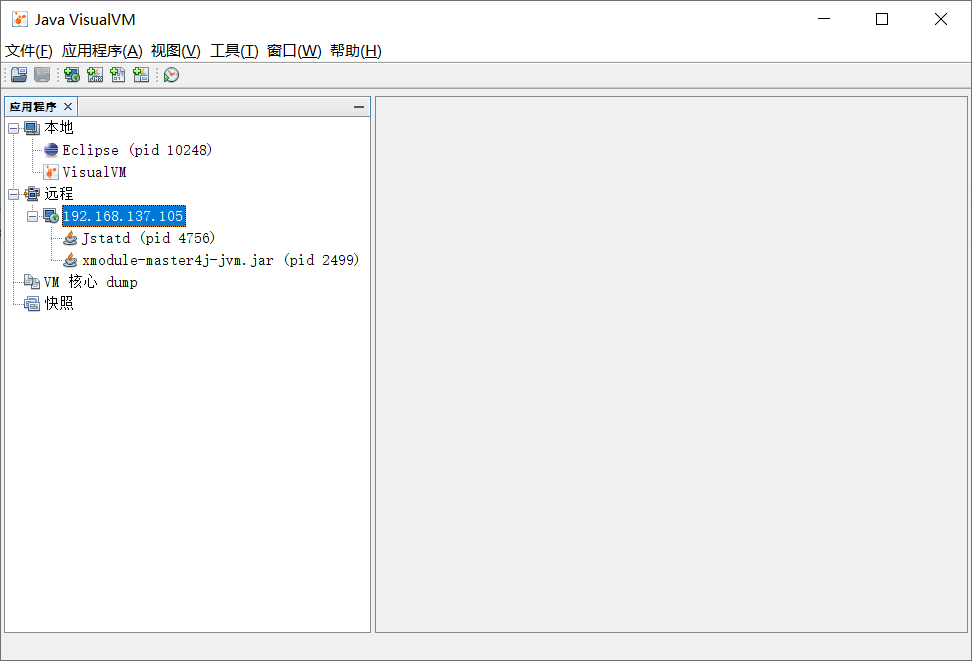 Java VisualVM
文件(F) 应用程序(A) 视图(V) 工具(T) 窗口(W) 帮助(H)
应用程序
本地
Eclipse (pid 10248)
VisualVM
远程
192.168.137.105
Jstatd (pid 4756)
xmodule-master4j-jvm.jar (pid 2499)
VM 核心 dump
快照